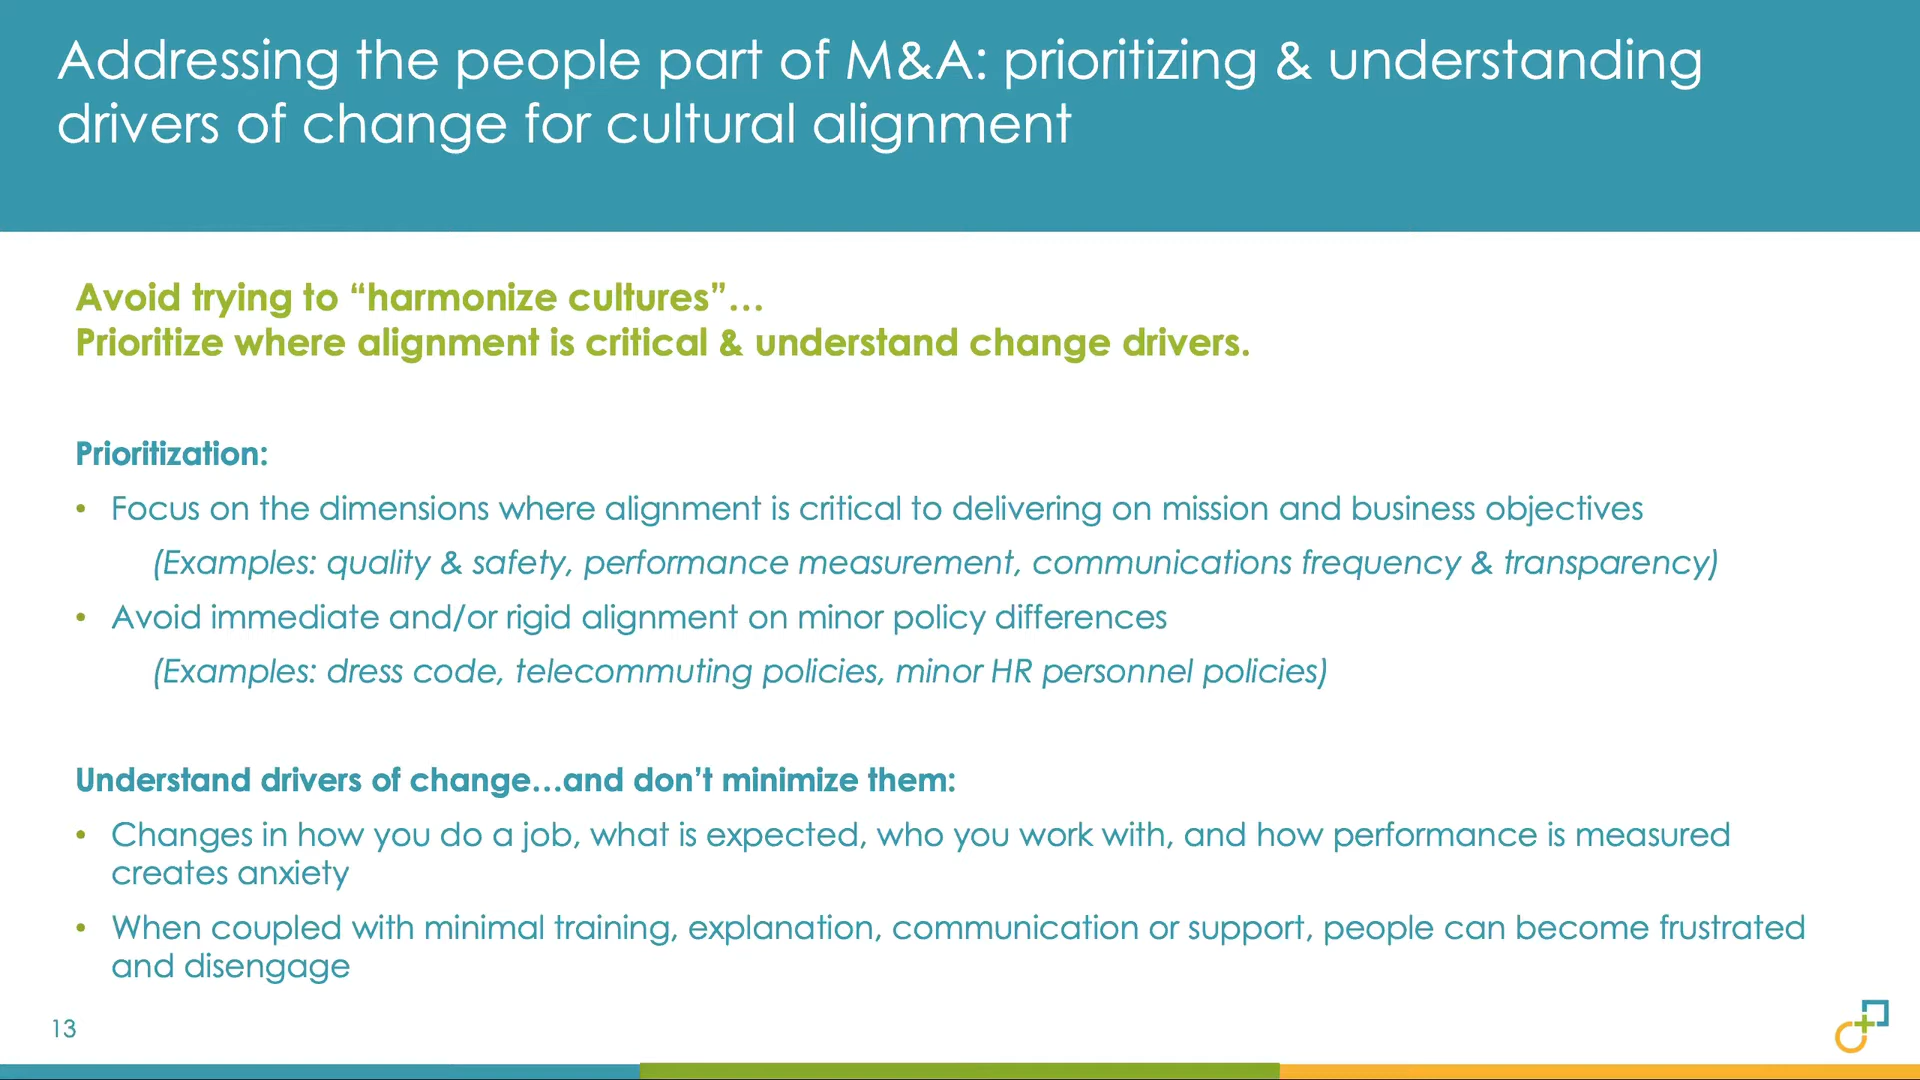 Addressing the people part of M&A: prioritizing & understanding
drivers of change for cultural alignment
Avoid trying to “harmonize cultures”…
Prioritize where alignment is critical & understand change drivers.
Prioritization:
• Focus on the dimensions where alignment is critical to delivering on mission and business objectives
(Examples: quality & safety, performance measurement, communications frequency & transparency)
• Avoid immediate and/or rigid alignment on minor policy differences
(Examples: dress code, telecommuting policies, minor HR personnel policies)
Understand drivers of change…and don’t minimize them:
• Changes in how you do a job, what is expected, who you work with, and how performance is measured
creates anxiety
• When coupled with minimal training, explanation, communication or support, people can become frustrated
and disengage
13